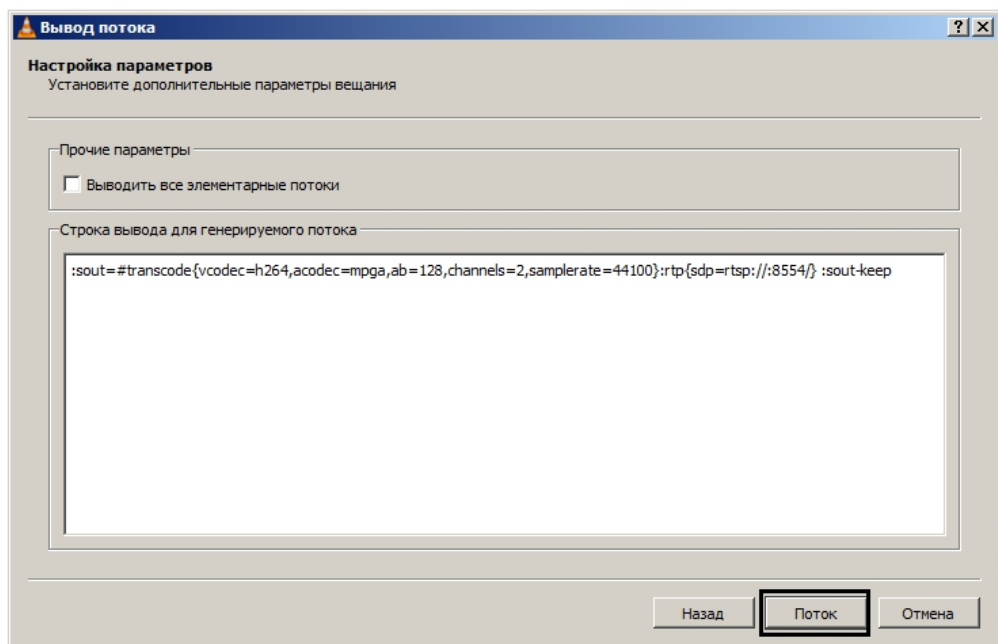 Вывод потока
Настройка параметров
Установите дополнительные параметры вещания
Прочие параметры
Выводить все элементарные потоки
Строка вывода для генерируемого потока
:sout=#transcode{vcodec=h264,acodec=mpga,ab=128,channels=2,samplerate=44100}:rtp{sdp=rtsp://:8554/} :sout-keep
Назад Поток Отмена